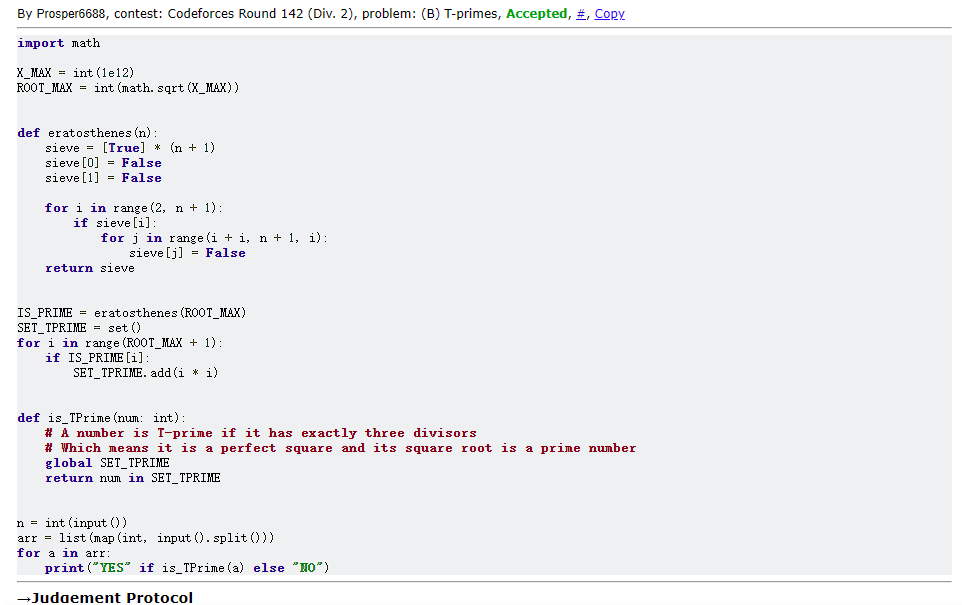 By Prosper6688, contest: Codeforces Round 142 (Div. 2), problem: (B) T-primes, Accepted, #, Copy
import math
X_MAX = int(1e12)
ROOT_MAX = int(math.sqrt(X_MAX))
def eratosthenes(n):
    sieve = [True] * (n + 1)
    sieve[0] = False
    sieve[1] = False
    for i in range(2, n + 1):
        if sieve[i]:
            for j in range(i + i, n + 1, i):
                sieve[j] = False
    return sieve
IS_PRIME = eratosthenes(ROOT_MAX)
SET_TPRIME = set()
for i in range(ROOT_MAX + 1):
    if IS_PRIME[i]:
        SET_TPRIME.add(i * i)
def is_TPrime(num: int):
    # A number is T-prime if it has exactly three divisors
    # Which means it is a perfect square and its square root is a prime number
    global SET_TPRIME
    return num in SET_TPRIME
n = int(input())
arr = list(map(int, input().split()))
for a in arr:
    print("YES" if is_TPrime(a) else "NO")
→Judgement Protocol